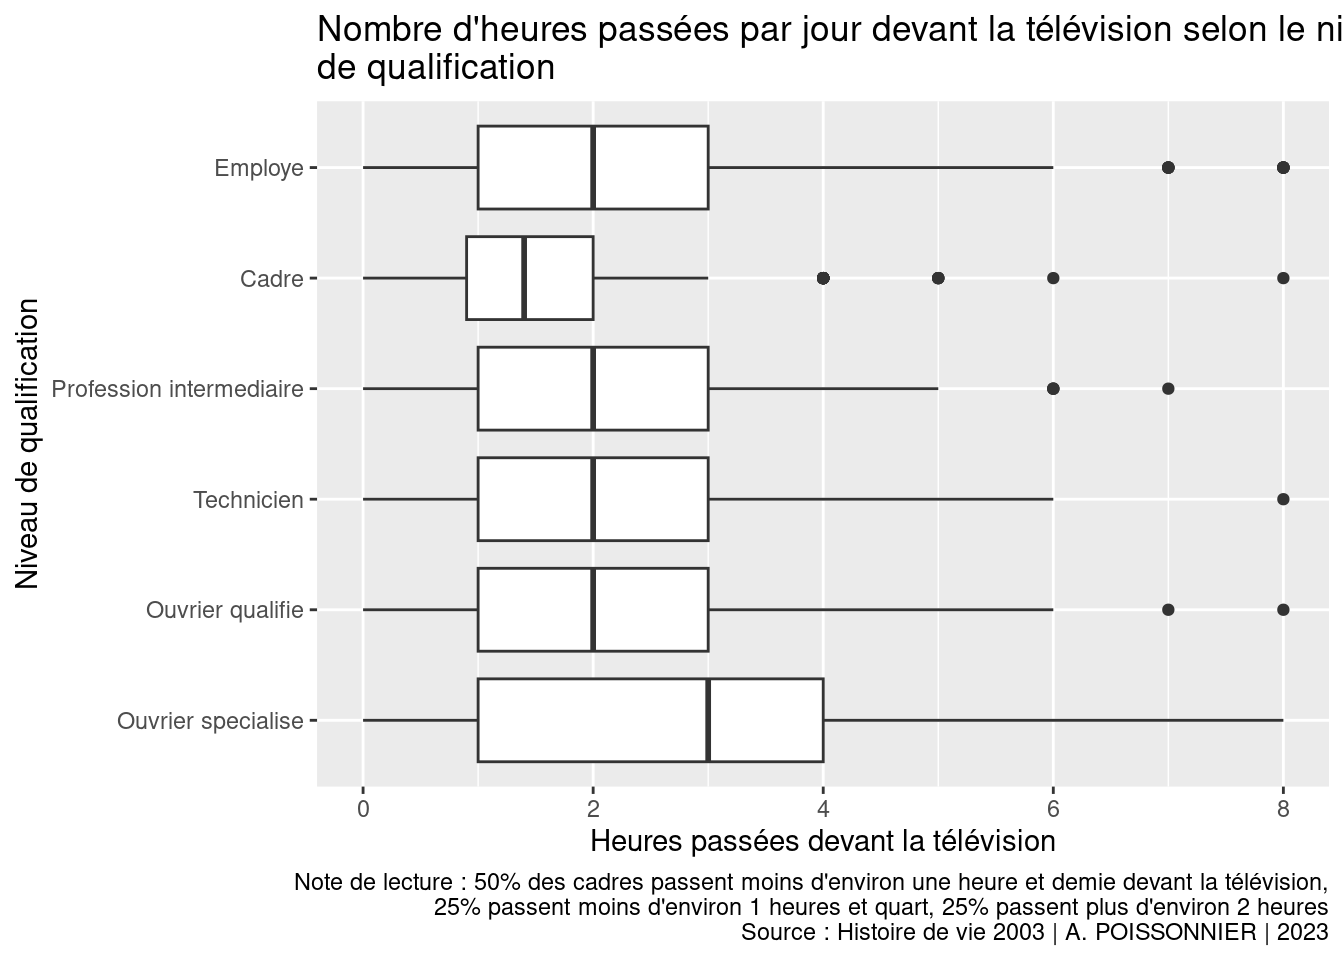 Nombre d'heures passées par jour devant la télévision selon le ni
de qualification
Niveau de qualification
Employe
Cadre
Profession intermediaire
Technicien
Ouvrier qualifie
Ouvrier specialise
0 2 4 6 8
Heures passées devant la télévision
Note de lecture : 50% des cadres passent moins d'environ une heure et demie devant la télévision,
25% passent moins d'environ 1 heures et quart, 25% passent plus d'environ 2 heures
Source : Histoire de vie 2003 | A. POISSONNIER | 2023